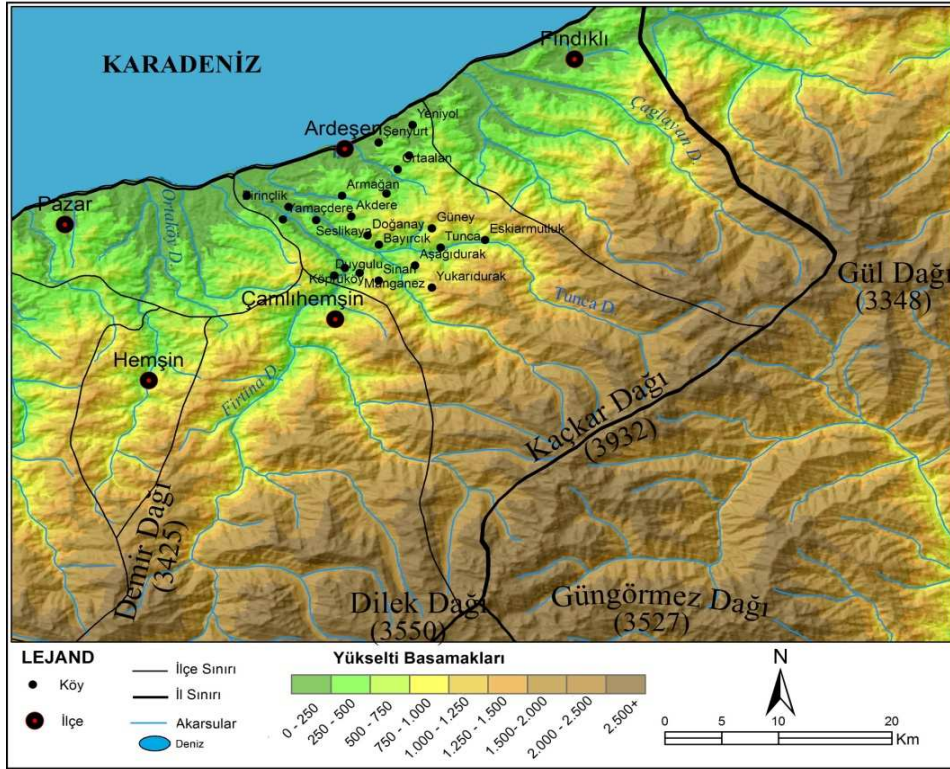 KARADENİZ
Fındıklı
Çağlayan D.
Yeniyol
Şenyurt
Ardeşen
Ortaalan
Pirinçlik
Armağan
Yamaçdere
Akdere
Seslikaya
Doğanay
Güney
Bayırcık
Tunca
Eskiarmutluk
Pazar
Ortaköy D.
Aşağıdurak
Duygulu
Sinan
Köprüköy
Manganez
Yukarıdurak
Gül Dağı
(3348)
Tunca D.
Çamlıhemşin
Hemşin
Fırtına D.
Kaçkar Dağı
(3932)
Demir Dağı
(3425)
Dilek Dağı
(3550)
Güngörmez Dağı
(3527)
LEJAND
Köy
İlçe
İlçe Sınırı
İl Sınırı
Akarsular
Deniz
Yükselti Basamakları
0 - 250
250 - 500
500 - 750
750 - 1.000
1.000 - 1.250
1.250 - 1.500
1.500- 2.000
2.000 - 2.500
2.500+
N
0 5 10 20
Km